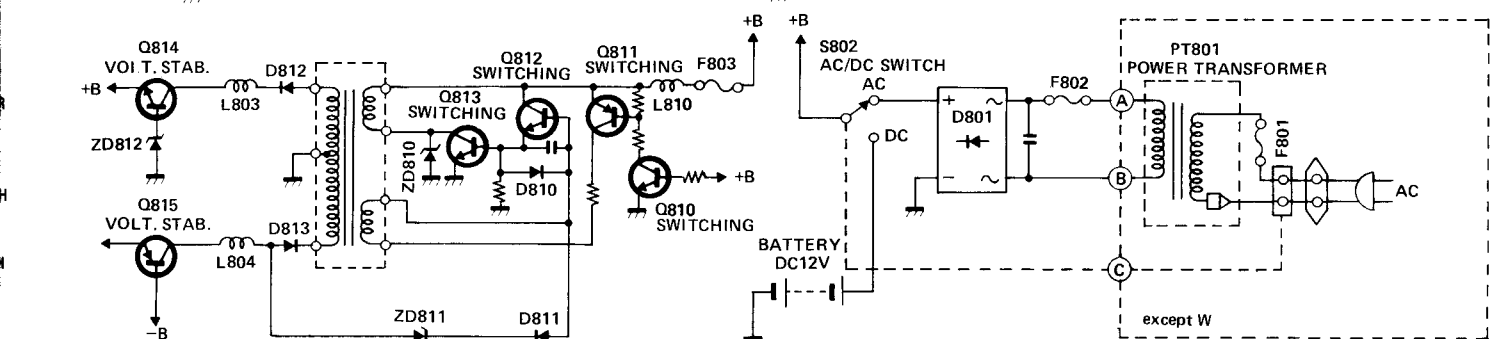 Q814
VOLT. STAB.
+B
L803
D812
ZD812
Q815
VOLT. STAB.
L804
D813
-B
ZD811
D811
Q812
SWITCHING
Q813
SWITCHING
ZD810
D810
Q811
SWITCHING
L810
F803
+B
Q810
SWITCHING
+B
+B
S802
AC/DC SWITCH
AC
DC
BATTERY
DC12V
+
~
D801
-
~
F802
A
B
C
PT801
POWER TRANSFORMER
F801
AC
except W